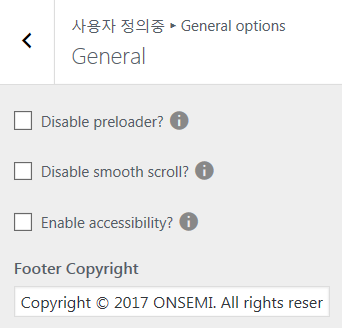 사용자 정의중 ▸ General options
General
Disable preloader?
Disable smooth scroll?
Enable accessibility?
Footer Copyright
Copyright © 2017 ONSEMI. All rights reser